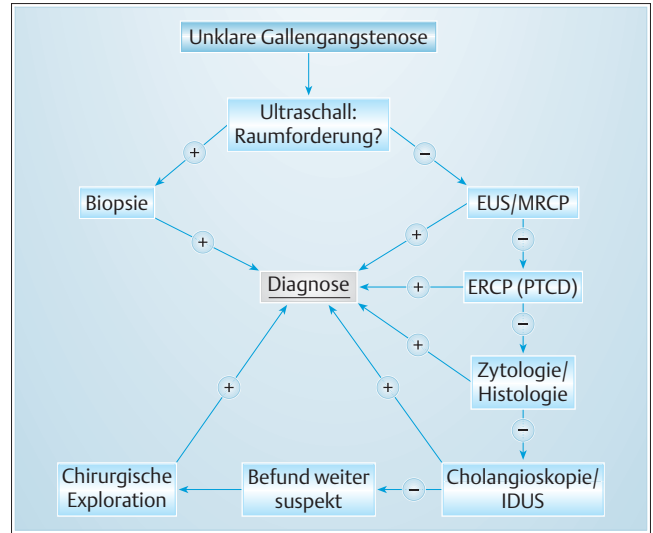 Unklare Gallengangstenose
Ultraschall:
Raumforderung?
+
−
Biopsie
EUS/MRCP
+
+
−
Diagnose
+
ERCP (PTCD)
−
+
Zytologie/
Histologie
+
+
−
Chirurgische
Exploration
Befund weiter
suspekt
−
Cholangioskopie/
IDUS